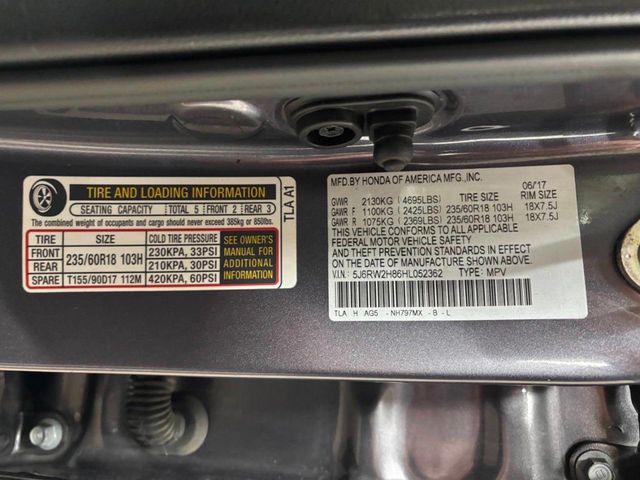 TIRE AND LOADING INFORMATION
SEATING CAPACITY TOTAL 5 FRONT 2 REAR 3
The combined weight of occupants and cargo should never exceed 385kg or 850lbs.
TIRE SIZE COLD TIRE PRESSURE
FRONT 235/60R18 103H 230KPA, 33PSI
REAR 210KPA, 30PSI
SPARE T155/90D17 112M 420KPA, 60PSI
SEE OWNER'S
MANUAL FOR
ADDITIONAL
INFORMATION
TLA A1
MFD.BY HONDA OF AMERICA MFG.,INC. 06/17
GVWR 2130KG (4695LBS) TIRE SIZE RIM SIZE
GAWR F 1100KG (2425LBS) 235/60R18 103H 18X7.5J
GAWR R 1075KG (2369LBS) 235/60R18 103H 18X7.5J
THIS VEHICLE CONFORMS TO ALL APPLICABLE
FEDERAL MOTOR VEHICLE SAFETY, BUMPER,
AND THEFT PREVENTION STANDARDS IN EFFECT
ON THE DATE OF MANUFACTURE SHOWN ABOVE.
V.I.N.: 5J6RW2H86HL052362 TYPE: MPV
TLA H AG5 - NH797MX - B - L